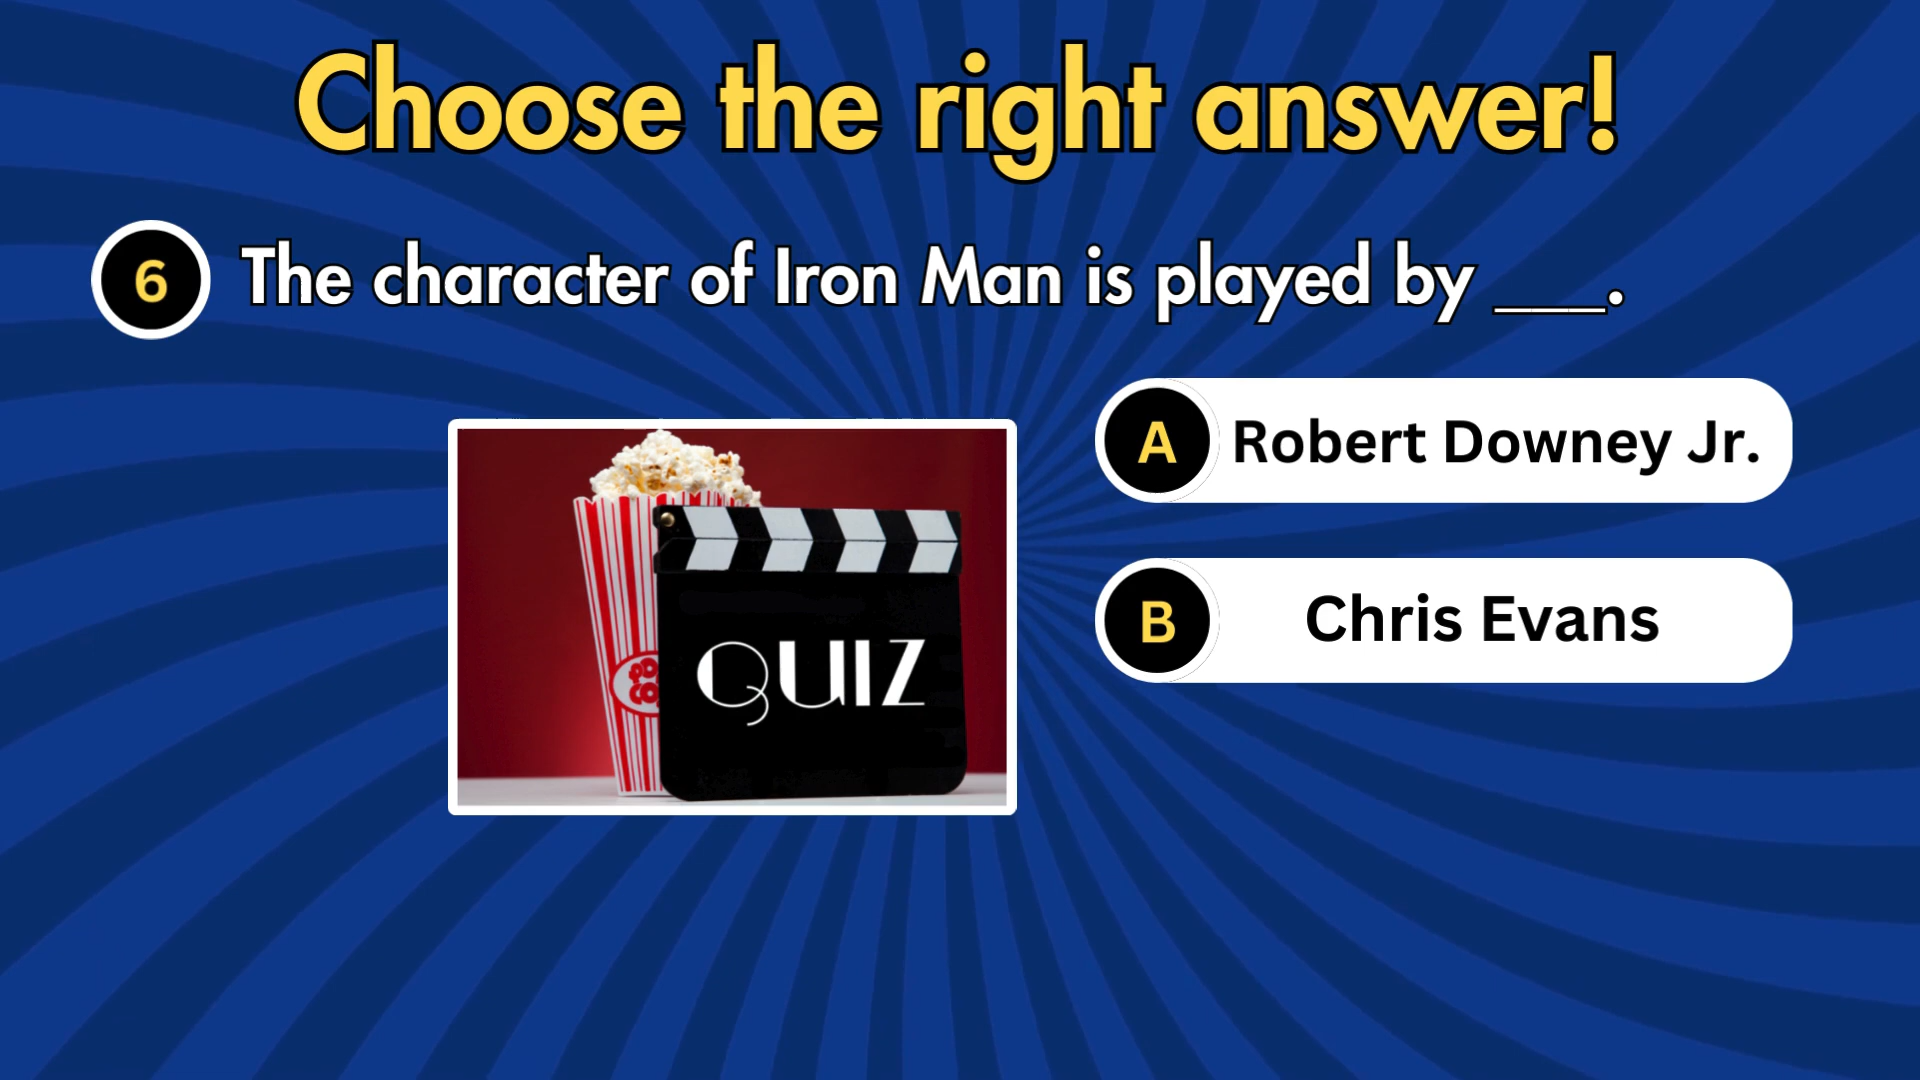 Choose the right answer!
6 The character of Iron Man is played by ___.
A Robert Downey Jr.
B Chris Evans
QUIZ